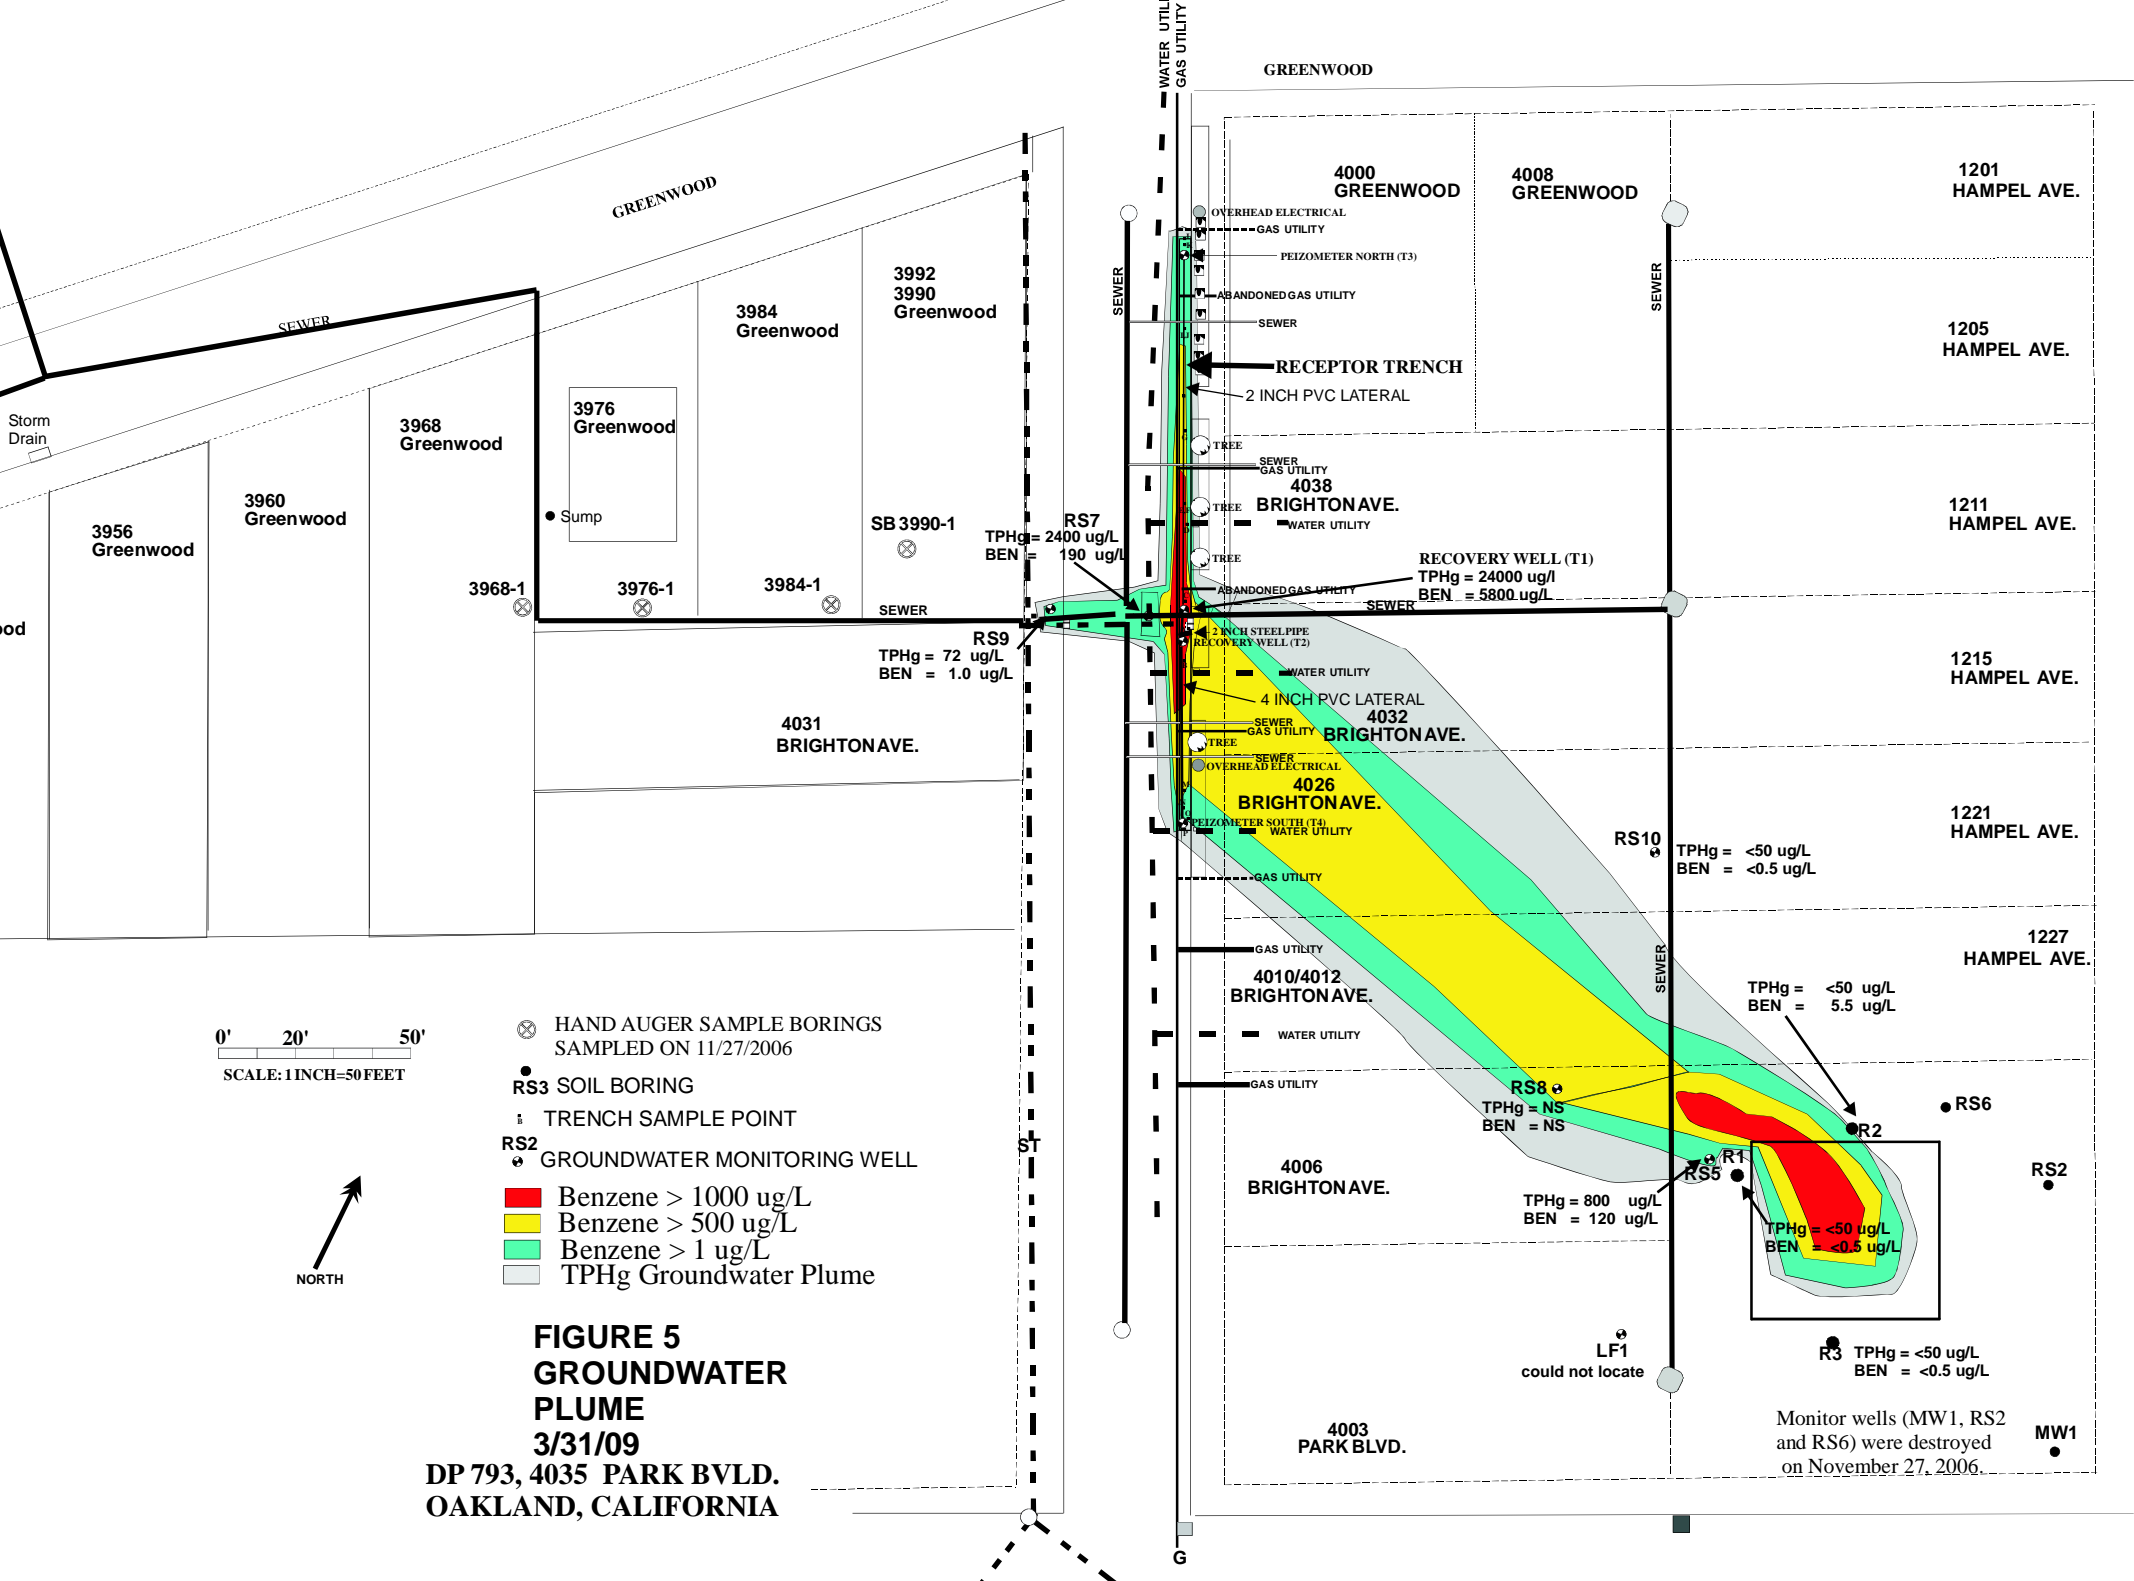 WATER UTILI
GAS UTILITY
GREENWOOD
4000
GREENWOOD
4008
GREENWOOD
1201
HAMPEL AVE.
GREENWOOD
OVERHEAD ELECTRICAL
GAS UTILITY
PEIZOMETER NORTH (T3)
SEWER
SEWER
3992
3990
Greenwood
ABANDONED GAS UTILITY
SEWER
3984
Greenwood
SEWER
1205
HAMPEL AVE.
RECEPTOR TRENCH
2 INCH PVC LATERAL
Storm
Drain
3968
Greenwood
3976
Greenwood
TREE
SEWER
GAS UTILITY
4038
BRIGHTON AVE.
TREE
WATER UTILITY
1211
HAMPEL AVE.
3960
Greenwood
3956
Greenwood
Sump
SB 3990-1
RS7
TPHg = 2400 ug/L
BEN = 190 ug/L
TREE
RECOVERY WELL (T1)
TPHg = 24000 ug/l
BEN = 5800 ug/L
3968-1
3976-1
3984-1
ABANDONED GAS UTILITY
SEWER
SEWER
ood
RS9
TPHg = 72 ug/L
BEN = 1.0 ug/L
2 INCH STEEL PIPE
RECOVERY WELL (T2)
WATER UTILITY
1215
HAMPEL AVE.
4 INCH PVC LATERAL
4032
BRIGHTON AVE.
SEWER
GAS UTILITY
TREE
4031
BRIGHTON AVE.
SEWER
OVERHEAD ELECTRICAL
4026
BRIGHTON AVE.
PEIZOMETER SOUTH (T4)
WATER UTILITY
1221
HAMPEL AVE.
RS10
TPHg = <50 ug/L
BEN = <0.5 ug/L
GAS UTILITY
GAS UTILITY
SEWER
1227
HAMPEL AVE.
4010/4012
BRIGHTON AVE.
TPHg = <50 ug/L
BEN = 5.5 ug/L
WATER UTILITY
GAS UTILITY
0' 20' 50'
SCALE: 1 INCH=50 FEET
HAND AUGER SAMPLE BORINGS
SAMPLED ON 11/27/2006
RS3 SOIL BORING
TRENCH SAMPLE POINT
RS2
GROUNDWATER MONITORING WELL
Benzene > 1000 ug/L
Benzene > 500 ug/L
Benzene > 1 ug/L
TPHg Groundwater Plume
NORTH
ST
RS8
TPHg = NS
BEN = NS
RS6
R2
R1
RS5
RS2
4006
BRIGHTON AVE.
TPHg = 800 ug/L
BEN = 120 ug/L
TPHg = <50 ug/L
BEN = <0.5 ug/L
LF1
could not locate
R3
TPHg = <50 ug/L
BEN = <0.5 ug/L
4003
PARK BLVD.
Monitor wells (MW1, RS2
and RS6) were destroyed
on November 27, 2006.
MW1
FIGURE 5
GROUNDWATER
PLUME
3/31/09
DP 793, 4035 PARK BVLD.
OAKLAND, CALIFORNIA
G